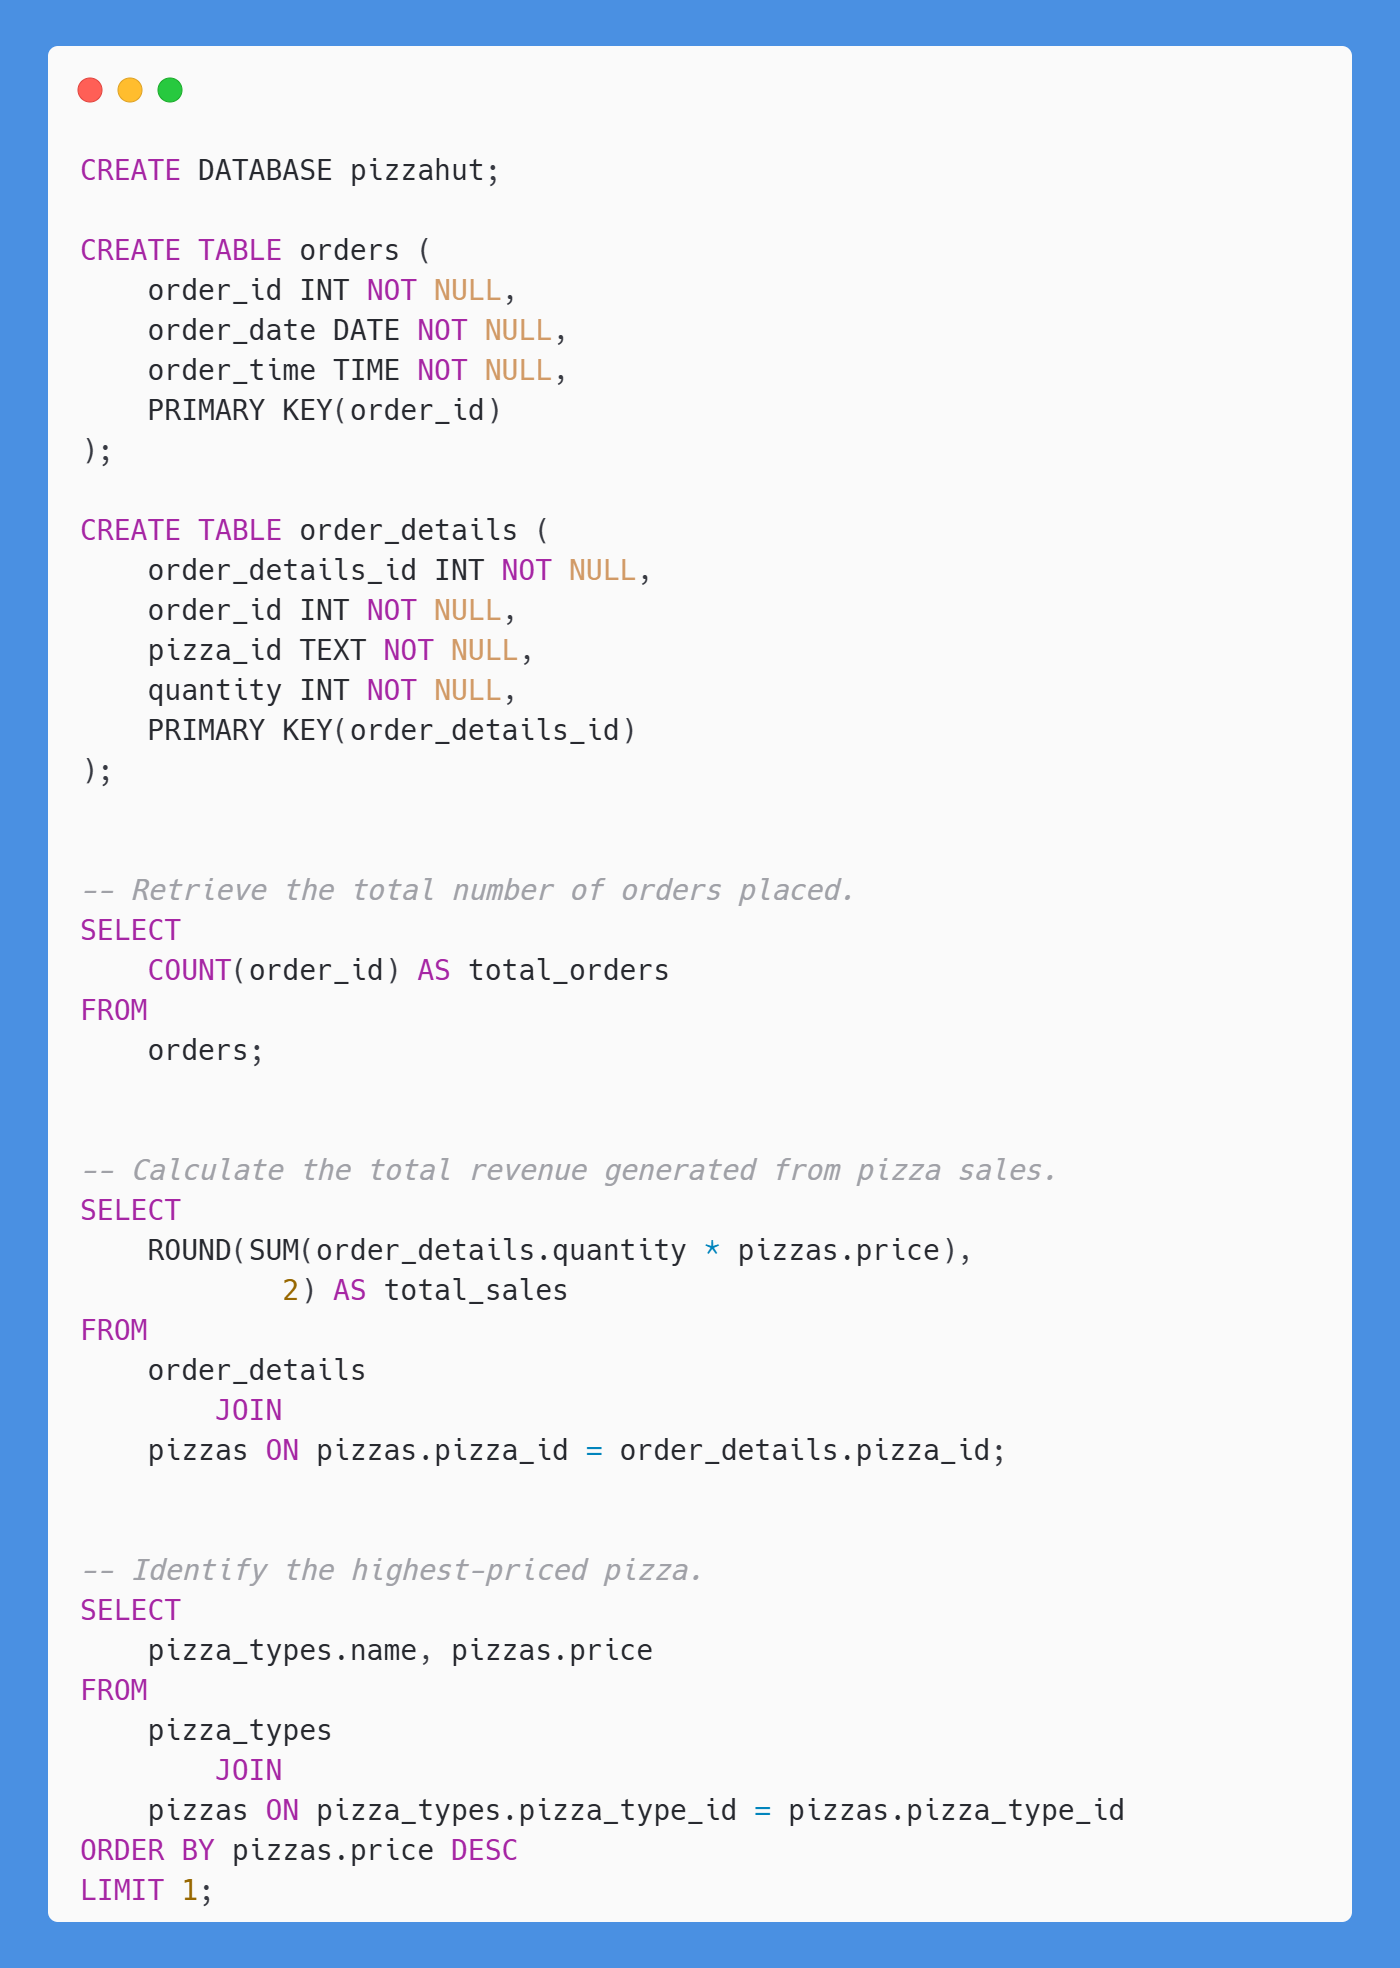 CREATE DATABASE pizzahut;

CREATE TABLE orders (
    order_id INT NOT NULL,
    order_date DATE NOT NULL,
    order_time TIME NOT NULL,
    PRIMARY KEY(order_id)
);

CREATE TABLE order_details (
    order_details_id INT NOT NULL,
    order_id INT NOT NULL,
    pizza_id TEXT NOT NULL,
    quantity INT NOT NULL,
    PRIMARY KEY(order_details_id)
);


-- Retrieve the total number of orders placed.
SELECT
    COUNT(order_id) AS total_orders
FROM
    orders;


-- Calculate the total revenue generated from pizza sales.
SELECT
    ROUND(SUM(order_details.quantity * pizzas.price),
            2) AS total_sales
FROM
    order_details
        JOIN
    pizzas ON pizzas.pizza_id = order_details.pizza_id;


-- Identify the highest-priced pizza.
SELECT
    pizza_types.name, pizzas.price
FROM
    pizza_types
        JOIN
    pizzas ON pizza_types.pizza_type_id = pizzas.pizza_type_id
ORDER BY pizzas.price DESC
LIMIT 1;